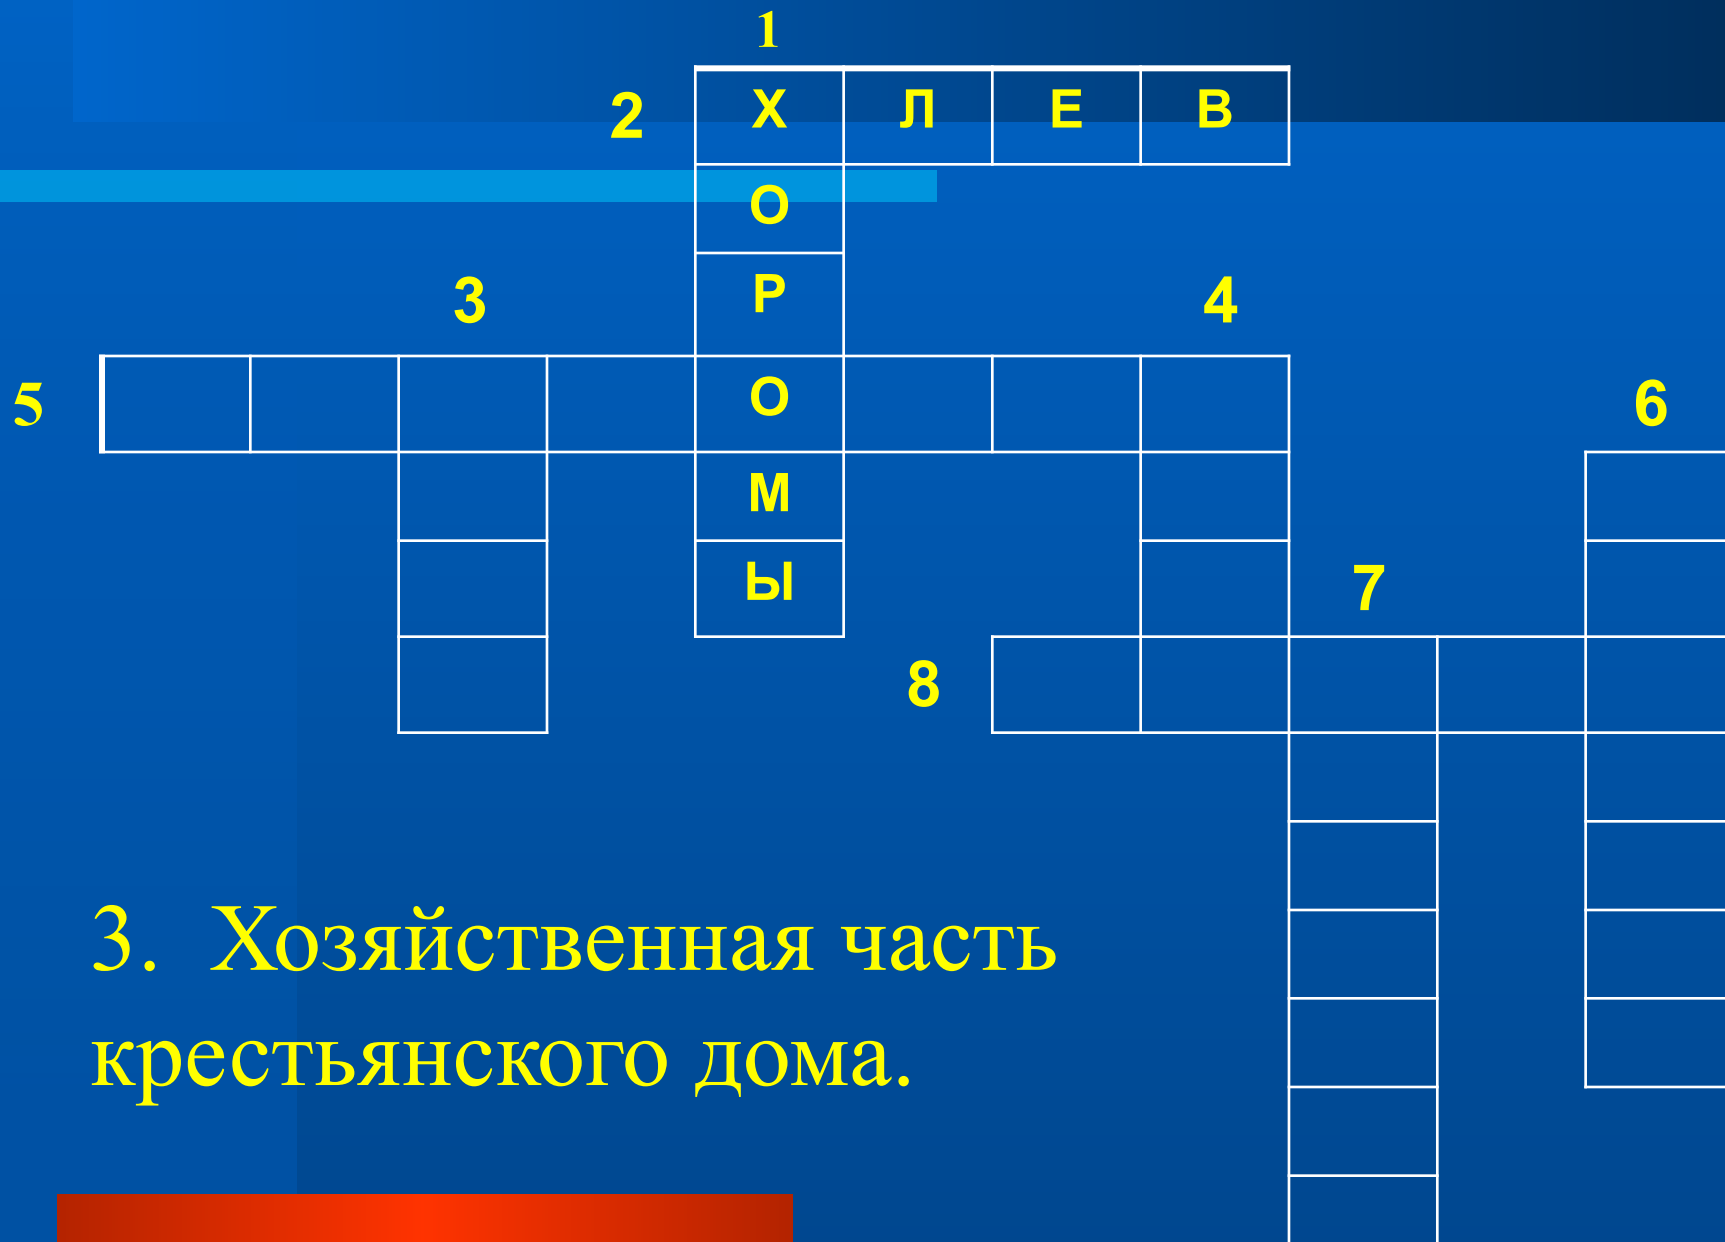 1
2 Х Л Е В
О
3 Р 4
5 О 6
М
Ы 7
8
3. Хозяйственная часть
крестьянского дома.